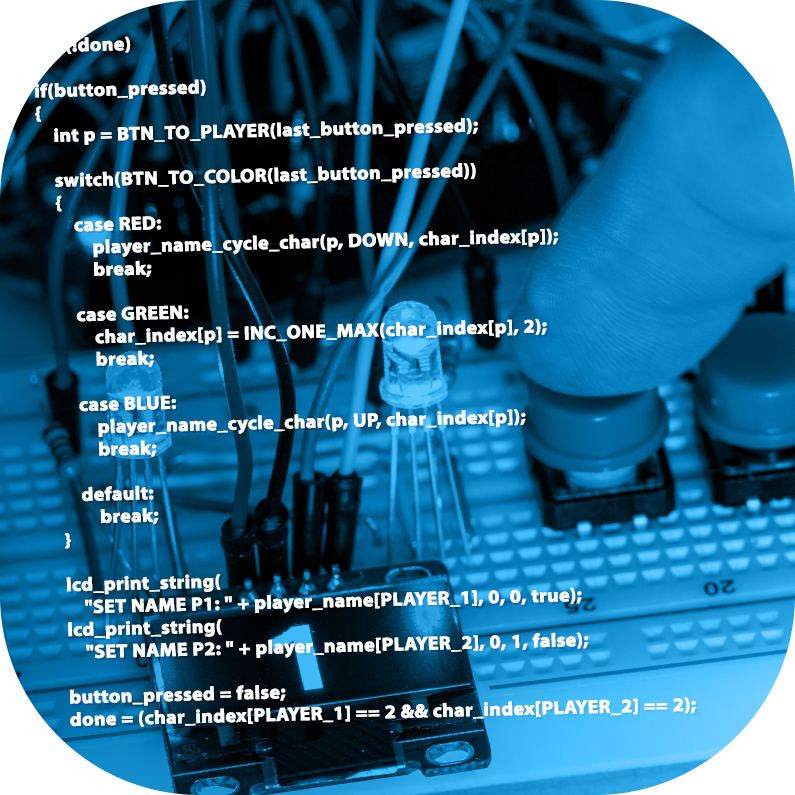 (!done)
if(button_pressed)
{
int p = BTN_TO_PLAYER(last_button_pressed);
switch(BTN_TO_COLOR(last_button_pressed))
{
case RED:
player_name_cycle_char(p, DOWN, char_index[p]);
break;
case GREEN:
char_index[p] = INC_ONE_MAX(char_index[p], 2);
break;
case BLUE:
player_name_cycle_char(p, UP, char_index[p]);
break;
default:
break;
}
lcd_print_string(
"SET NAME P1: " + player_name[PLAYER_1], 0, 0, true);
lcd_print_string(
"SET NAME P2: " + player_name[PLAYER_2], 0, 1, false);
button_pressed = false;
done = (char_index[PLAYER_1] == 2 && char_index[PLAYER_2] == 2);
1
25
20